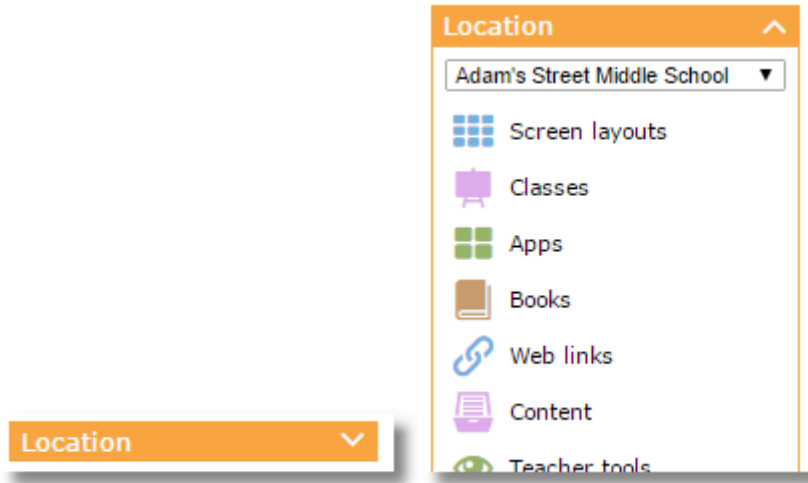 Location
Adam's Street Middle School
Screen layouts
Classes
Apps
Books
Web links
Content
Teacher tools
Location